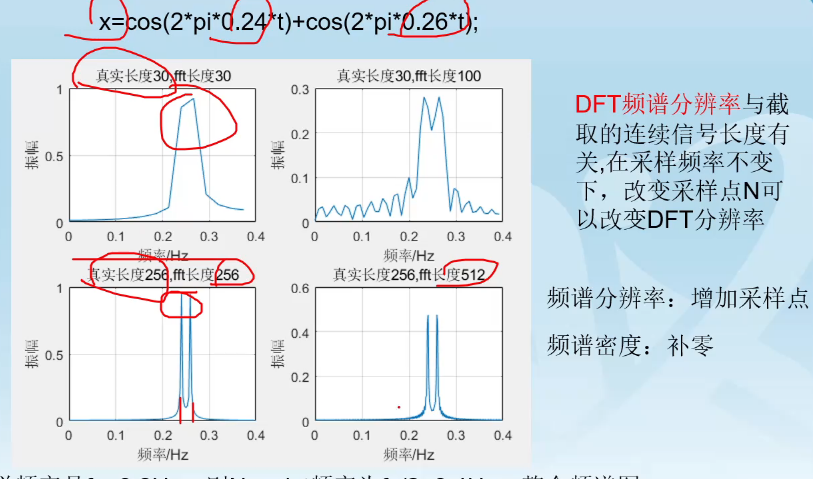 x=cos(2*pi*0.24*t)+cos(2*pi*0.26*t);
真实长度30,fft长度30
振幅
1
0.5
0
0
0.1
0.2
0.3
0.4
频率/Hz
真实长度30,fft长度100
振幅
0.3
0.2
0.1
0
0
0.1
0.2
0.3
0.4
频率/Hz
DFT频谱分辨率与截
取的连续信号长度有
关,在采样频率不变
下，改变采样点N可
以改变DFT分辨率
真实长度256,fft长度256
振幅
1
0.5
0
0
0.1
0.2
0.3
0.4
频率/Hz
真实长度256,fft长度512
振幅
0.6
0.4
0.2
0
0
0.1
0.2
0.3
0.4
频率/Hz
频谱分辨率：增加采样点
频谱密度：补零